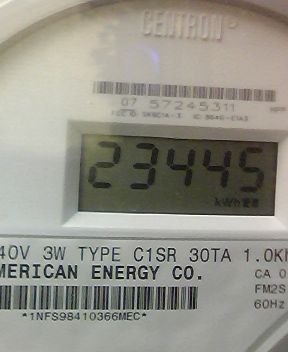 CENTRON
07 57245311
23445
kWh
40V 3W TYPE C1SR 30TA 1.0K
MERICAN ENERGY CO.
CA 0
FM2S
60Hz
*1NFS98410366MEC*